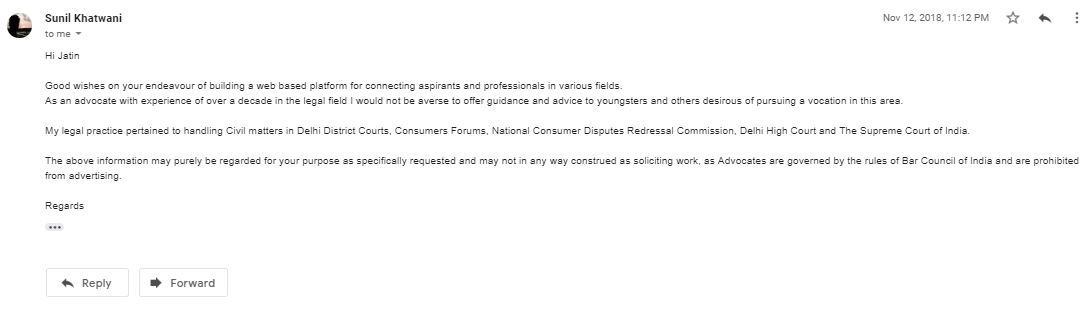 Sunil Khatwani
Nov 12, 2018, 11:12 PM
to me
Hi Jatin
Good wishes on your endeavour of building a web based platform for connecting aspirants and professionals in various fields.
As an advocate with experience of over a decade in the legal field I would not be averse to offer guidance and advice to youngsters and others desirous of pursuing a vocation in this area.
My legal practice pertained to handling Civil matters in Delhi District Courts, Consumers Forums, National Consumer Disputes Redressal Commission, Delhi High Court and The Supreme Court of India.
The above information may purely be regarded for your purpose as specifically requested and may not in any way construed as soliciting work, as Advocates are governed by the rules of Bar Council of India and are prohibited
from advertising.
Regards
Reply
Forward